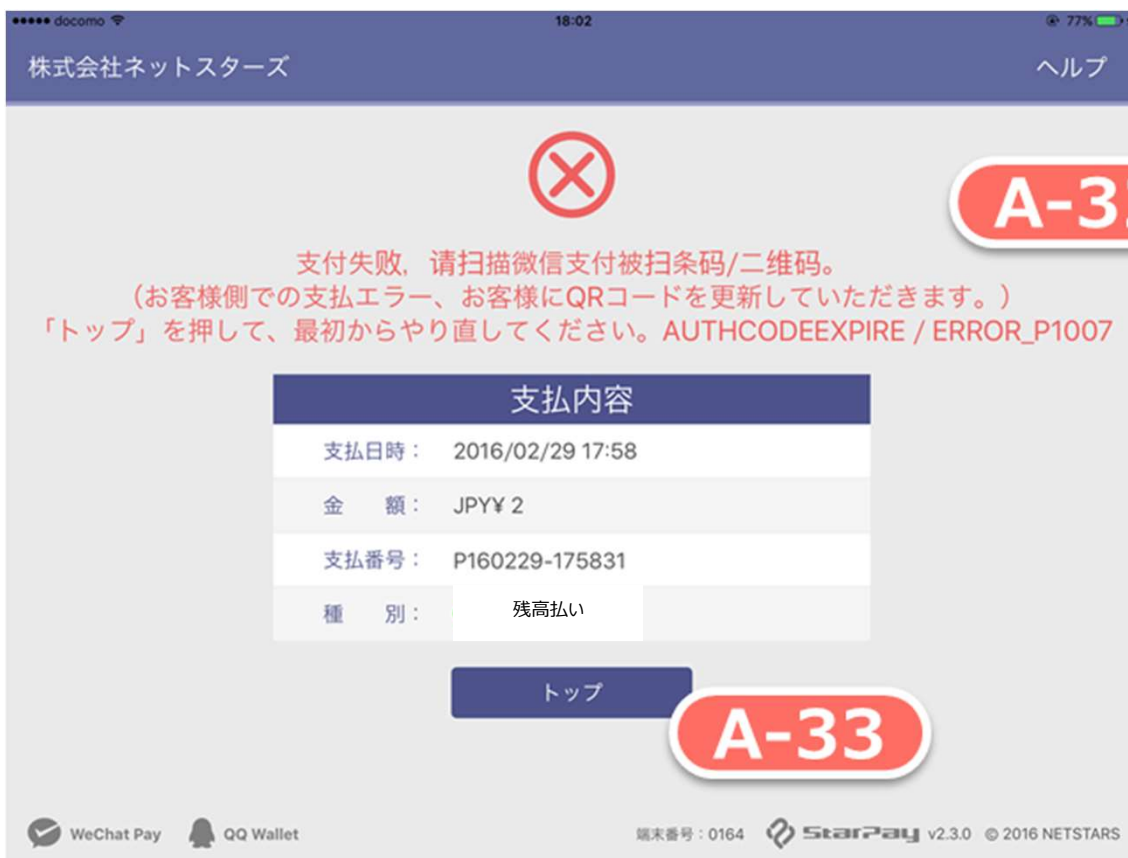 docomo 18:02 77%
株式会社ネットスターズ ヘルプ
支付失败, 请扫描微信支付被扫条码/二维码。
(お客様側での支払エラー、お客様にQRコードを更新していただきます。)
「トップ」を押して、最初からやり直してください。AUTHCODEEXPIRE / ERROR_P1007
支払内容
支払日時： 2016/02/29 17:58
金 額： JPY¥ 2
支払番号： P160229-175831
種 別： 残高払い
トップ
A-33
WeChat Pay QQ Wallet 端末番号：0164 StarPay v2.3.0 © 2016 NETSTARS